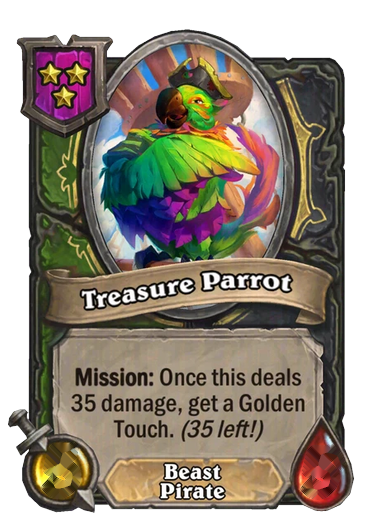 Treasure Parrot
Mission: Once this deals
35 damage, get a Golden
Touch. (35 left!)
Beast
Pirate